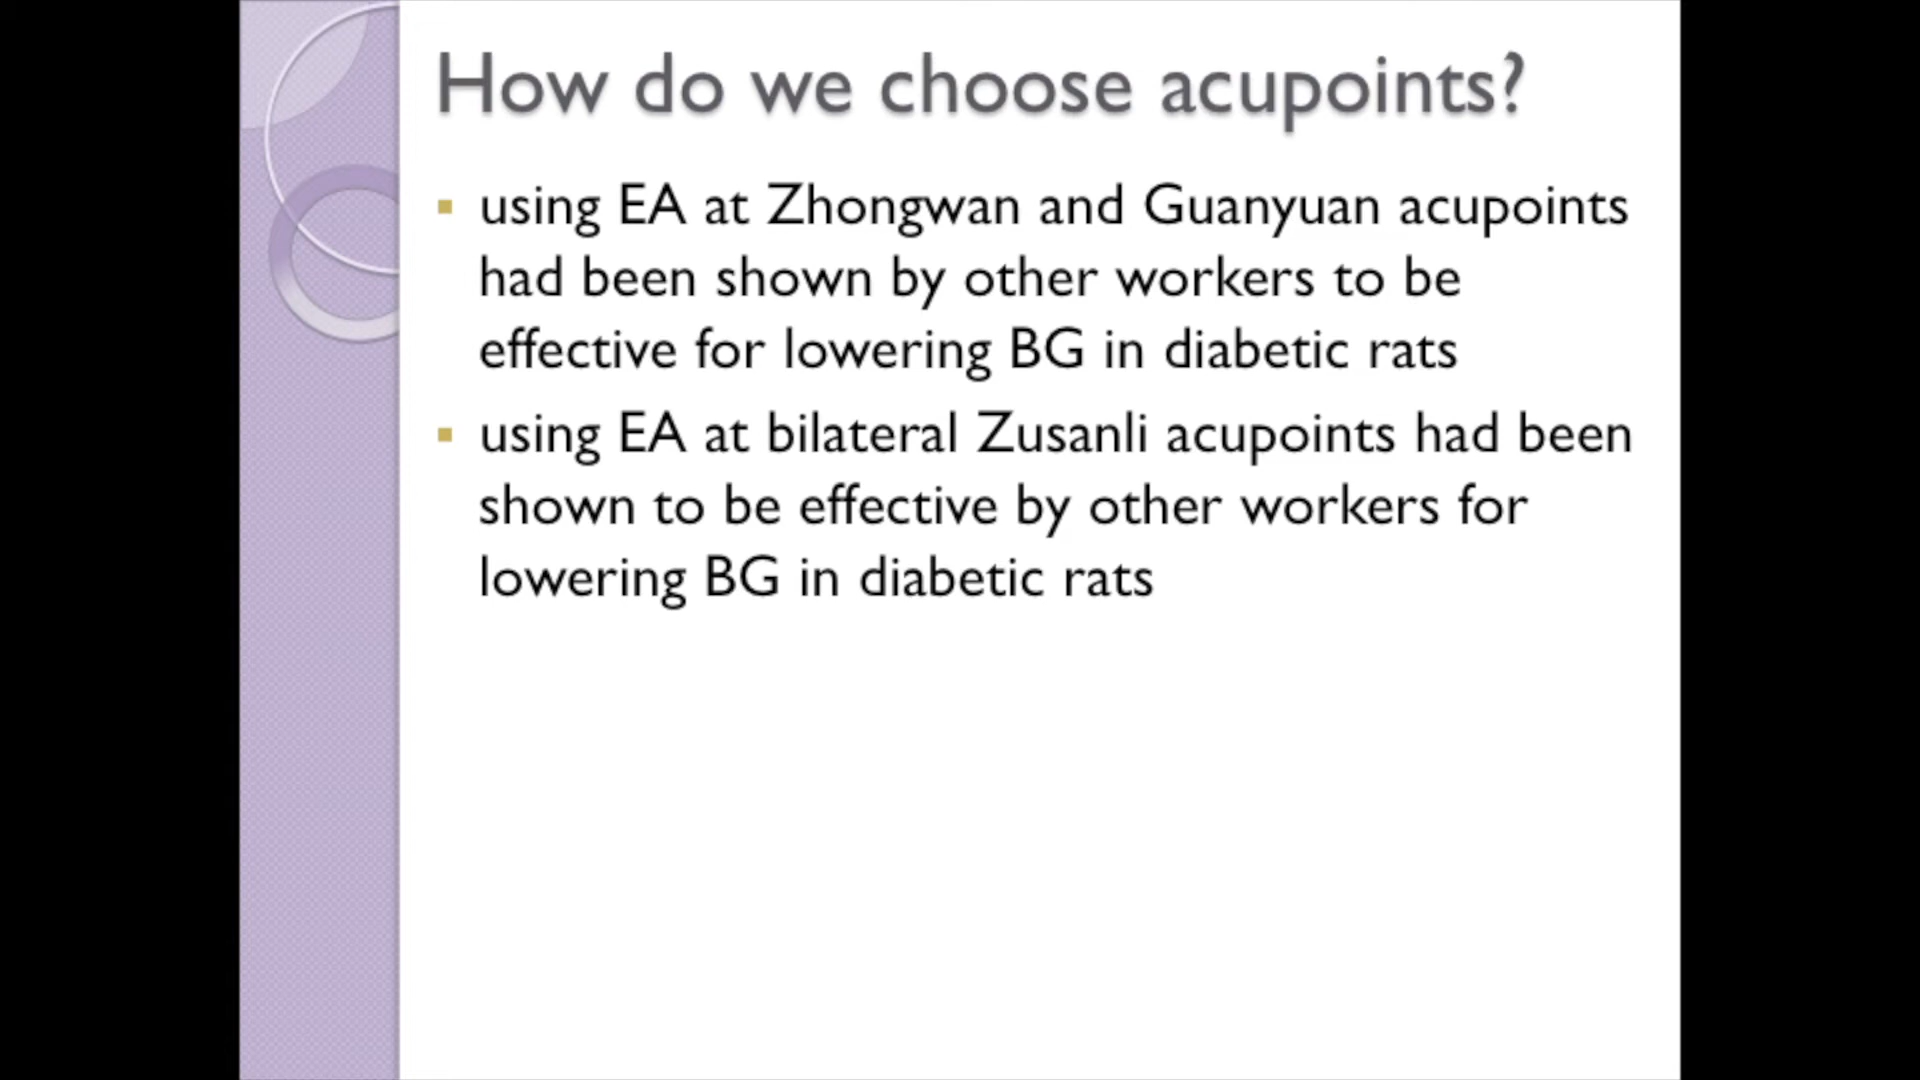 How do we choose acupoints?
using EA at Zhongwan and Guanyuan acupoints
had been shown by other workers to be
effective for lowering BG in diabetic rats
using EA at bilateral Zusanli acupoints had been
shown to be effective by other workers for
lowering BG in diabetic rats